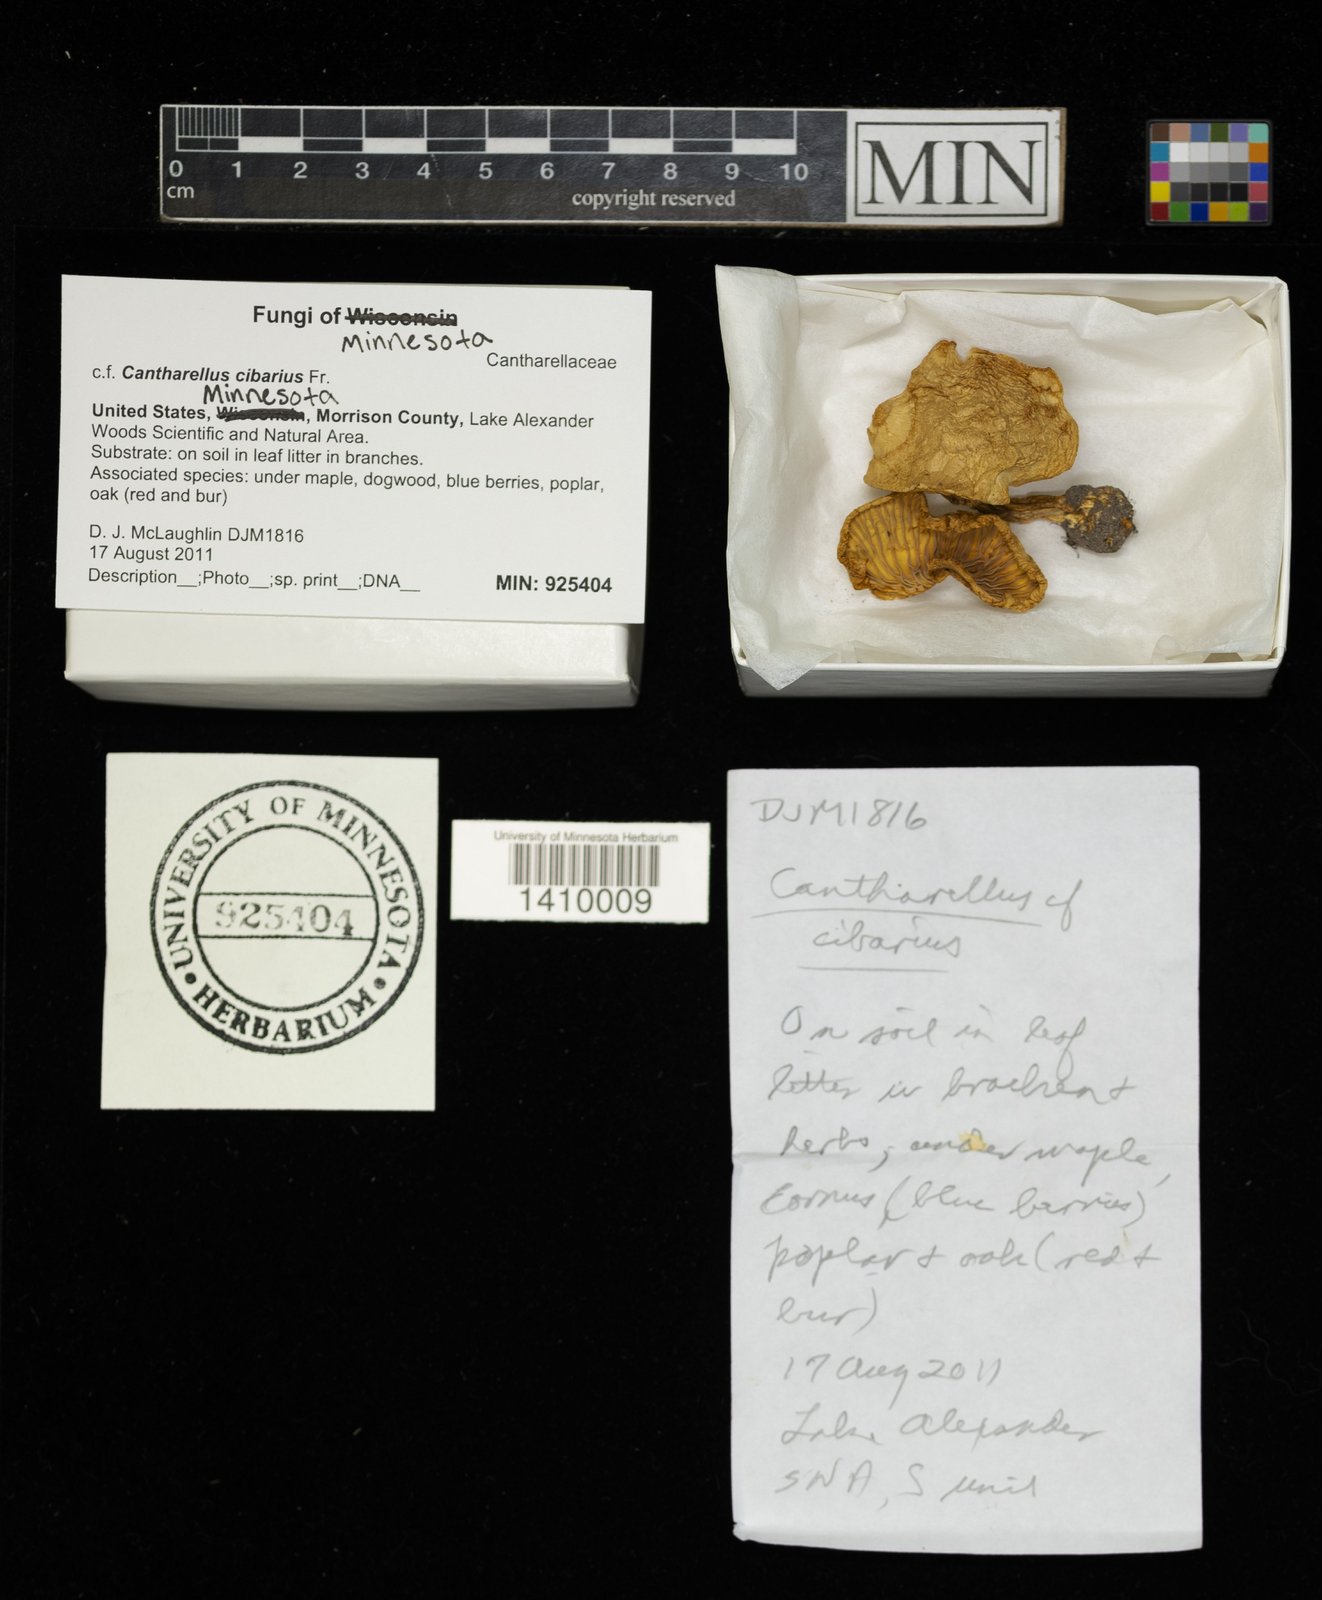 0 1 2 3 4 5 6 7 8 9 10
cm
copyright reserved
MIN
Fungi of Wisconsin
Minnesota
Cantharellaceae
c.f. Cantharellus cibarius Fr.
Minnesota
United States, Wisconsin, Morrison County, Lake Alexander
Woods Scientific and Natural Area.
Substrate: on soil in leaf litter in branches.
Associated species: under maple, dogwood, blue berries, poplar,
oak (red and bur)
D. J. McLaughlin DJM1816
17 August 2011
Description__;Photo__;sp. print__;DNA__
MIN: 925404
UNIVERSITY OF MINNESOTA
925404
HERBARIUM
University of Minnesota Herbarium
1410009
DJM1816
Cantharellus cf
cibarius
On soil in leaf
litter in bracken +
herbs, under maple,
Cornus (blue berries)
poplar + oak (red +
bur)
17 Aug 2011
Lake Alexander
SNA, S unit